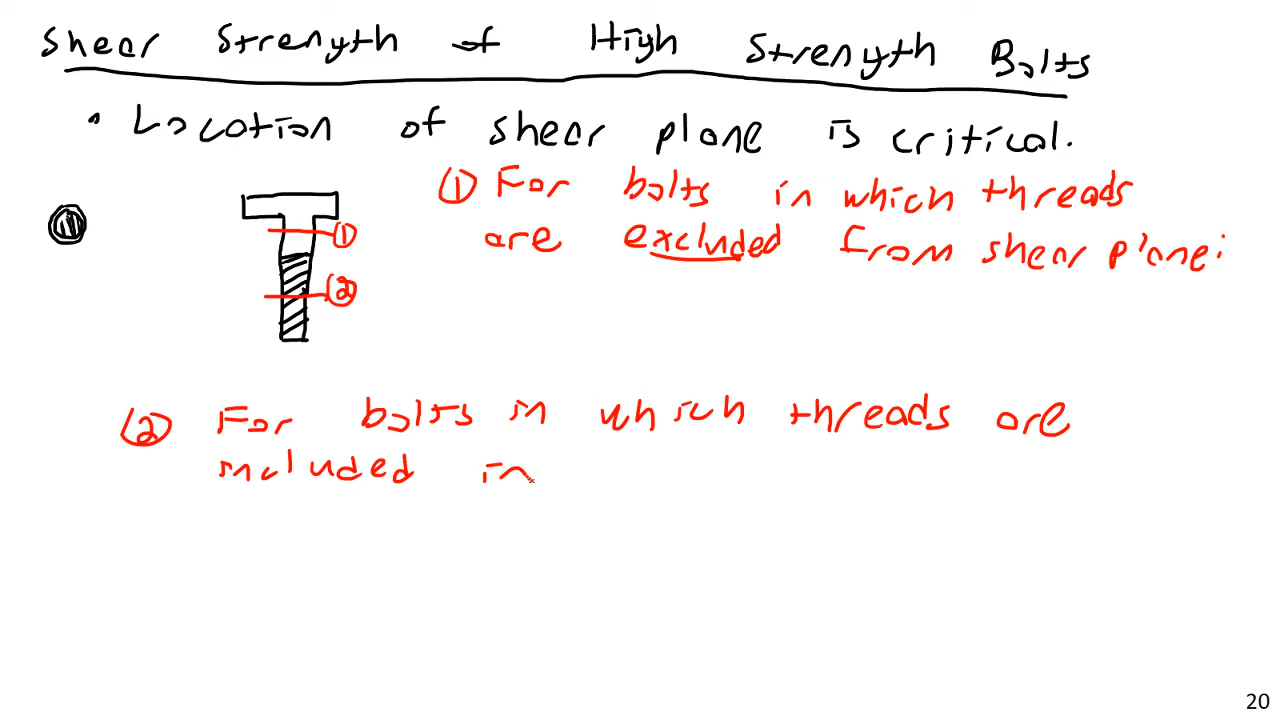 Shear Strength of High Strength Bolts
• Location of shear plane is critical.
① For bolts in which threads
are excluded from shear plane:
①
②
② For bolts in which threads are
included in
20